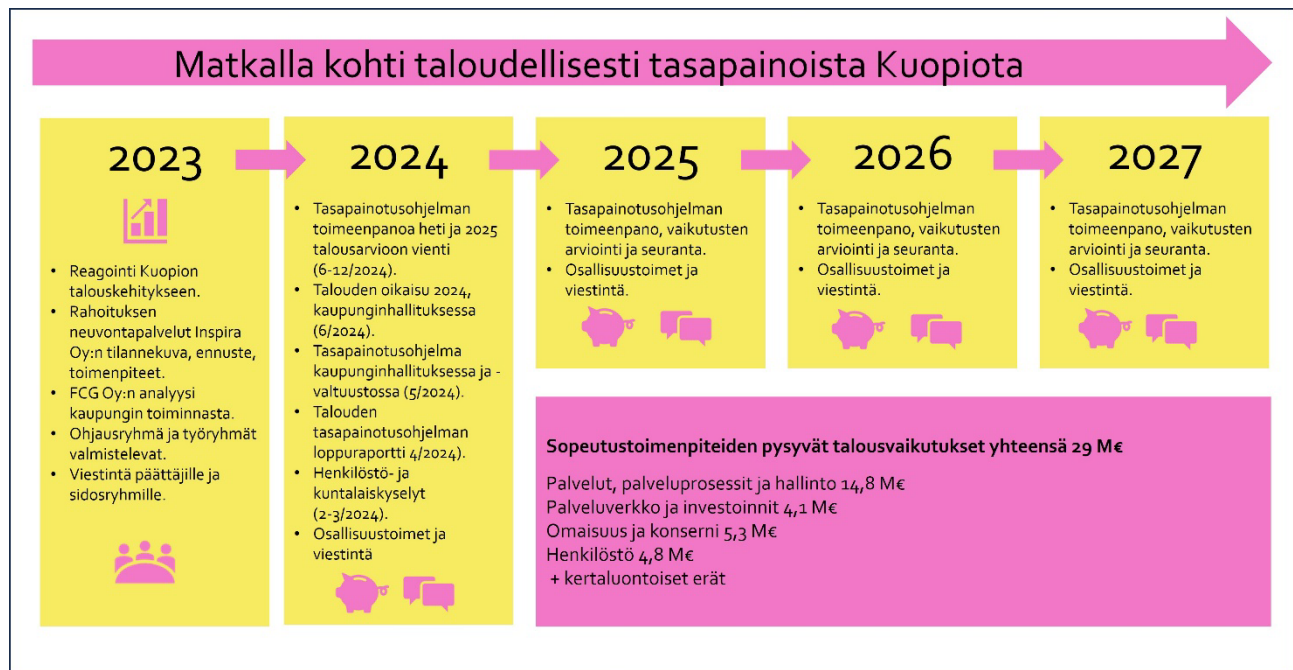 Matkalla kohti taloudellisesti tasapainoista Kuopiota
2023
• Reagointi Kuopion
talouskehitykseen.
• Rahoituksen
neuvontapalvelut Inspira
Oy:n tilannekuva, ennuste,
toimenpiteet.
• FCG Oy:n analyysi
kaupungin toiminnasta.
• Ohjausryhmä ja työryhmät
valmistelevat.
• Viestintä päättäjille ja
sidosryhmille.
2024
• Tasapainotusohjelman
toimeenpanoa heti ja 2025
talousarvioon vienti
(6-12/2024).
• Talouden oikaisu 2024,
kaupunginhallituksessa
(6/2024).
• Tasapainotusohjelma
kaupunginhallituksessa ja -
valtuustossa (5/2024).
• Talouden
tasapainotusohjelman
loppuraportti 4/2024).
• Henkilöstö- ja
kuntalaiskyselyt
(2-3/2024).
• Osallisuustoimet ja
viestintä
2025
• Tasapainotusohjelman
toimeenpano, vaikutusten
arviointi ja seuranta.
• Osallisuustoimet ja
viestintä.
2026
• Tasapainotusohjelman
toimeenpano, vaikutusten
arviointi ja seuranta.
• Osallisuustoimet ja
viestintä.
2027
• Tasapainotusohjelman
toimeenpano, vaikutusten
arviointi ja seuranta.
• Osallisuustoimet ja
viestintä.
Sopeutustoimenpiteiden pysyvät talousvaikutukset yhteensä 29 M€
Palvelut, palveluprosessit ja hallinto 14,8 M€
Palveluverkko ja investoinnit 4,1 M€
Omaisuus ja konserni 5,3 M€
Henkilöstö 4,8 M€
+ kertaluontoiset erät